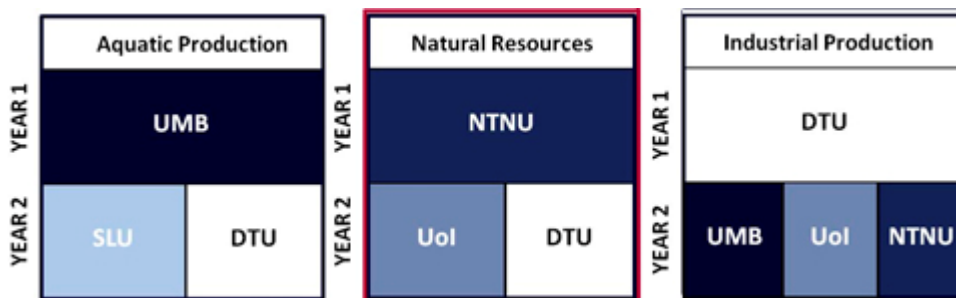 Aquatic Production
YEAR 1
UMB
YEAR 2
SLU
DTU
Natural Resources
YEAR 1
NTNU
YEAR 2
UoI
DTU
Industrial Production
YEAR 1
DTU
YEAR 2
UMB
UoI
NTNU